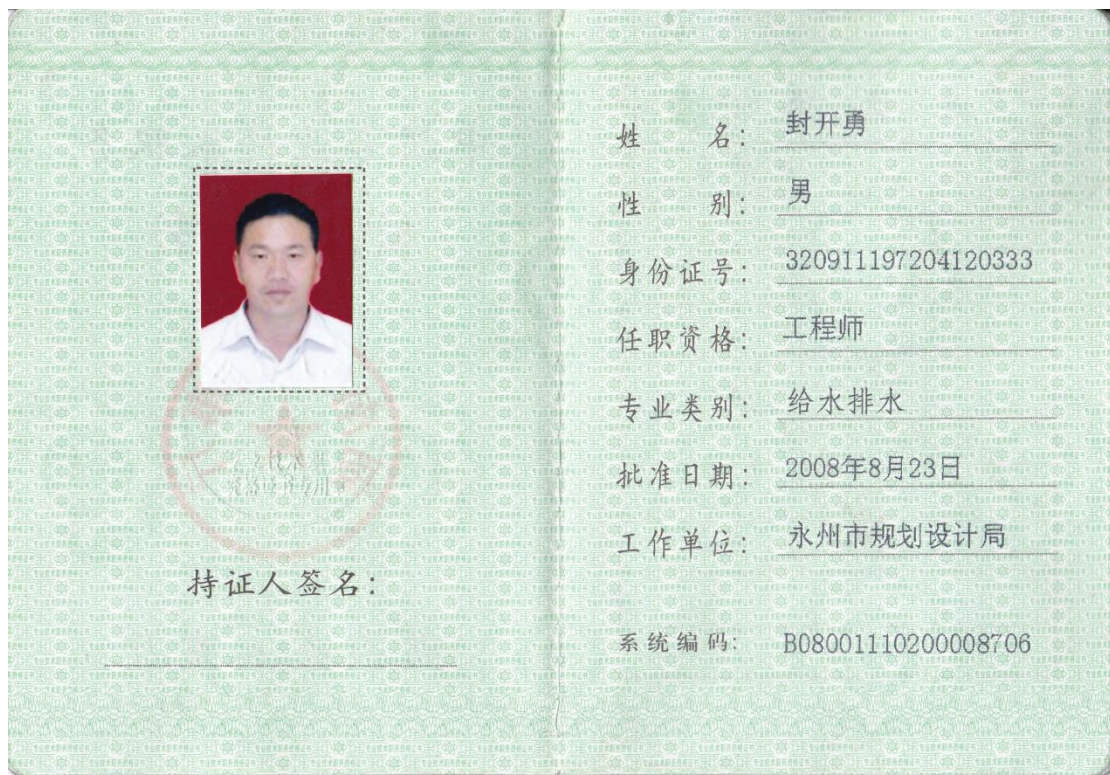 持证人签名：
姓 名： 封开勇
性 别： 男
身份证号： 320911197204120333
任职资格： 工程师
专业类别： 给水排水
批准日期： 2008年8月23日
工作单位： 永州市规划设计局
系统编码： B08001110200008706